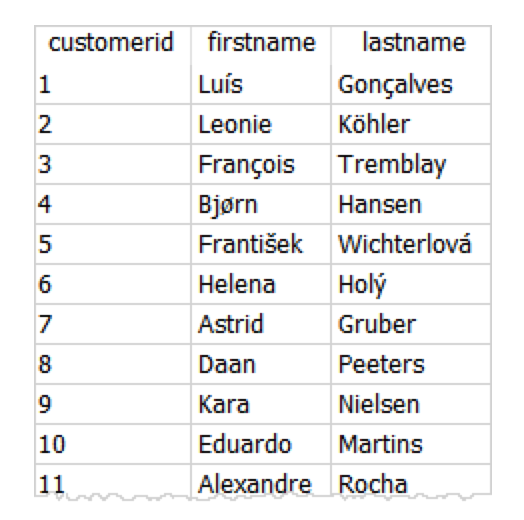 customerid firstname lastname
1 Luís Gonçalves
2 Leonie Köhler
3 François Tremblay
4 Bjørn Hansen
5 František Wichterlová
6 Helena Holý
7 Astrid Gruber
8 Daan Peeters
9 Kara Nielsen
10 Eduardo Martins
11 Alexandre Rocha